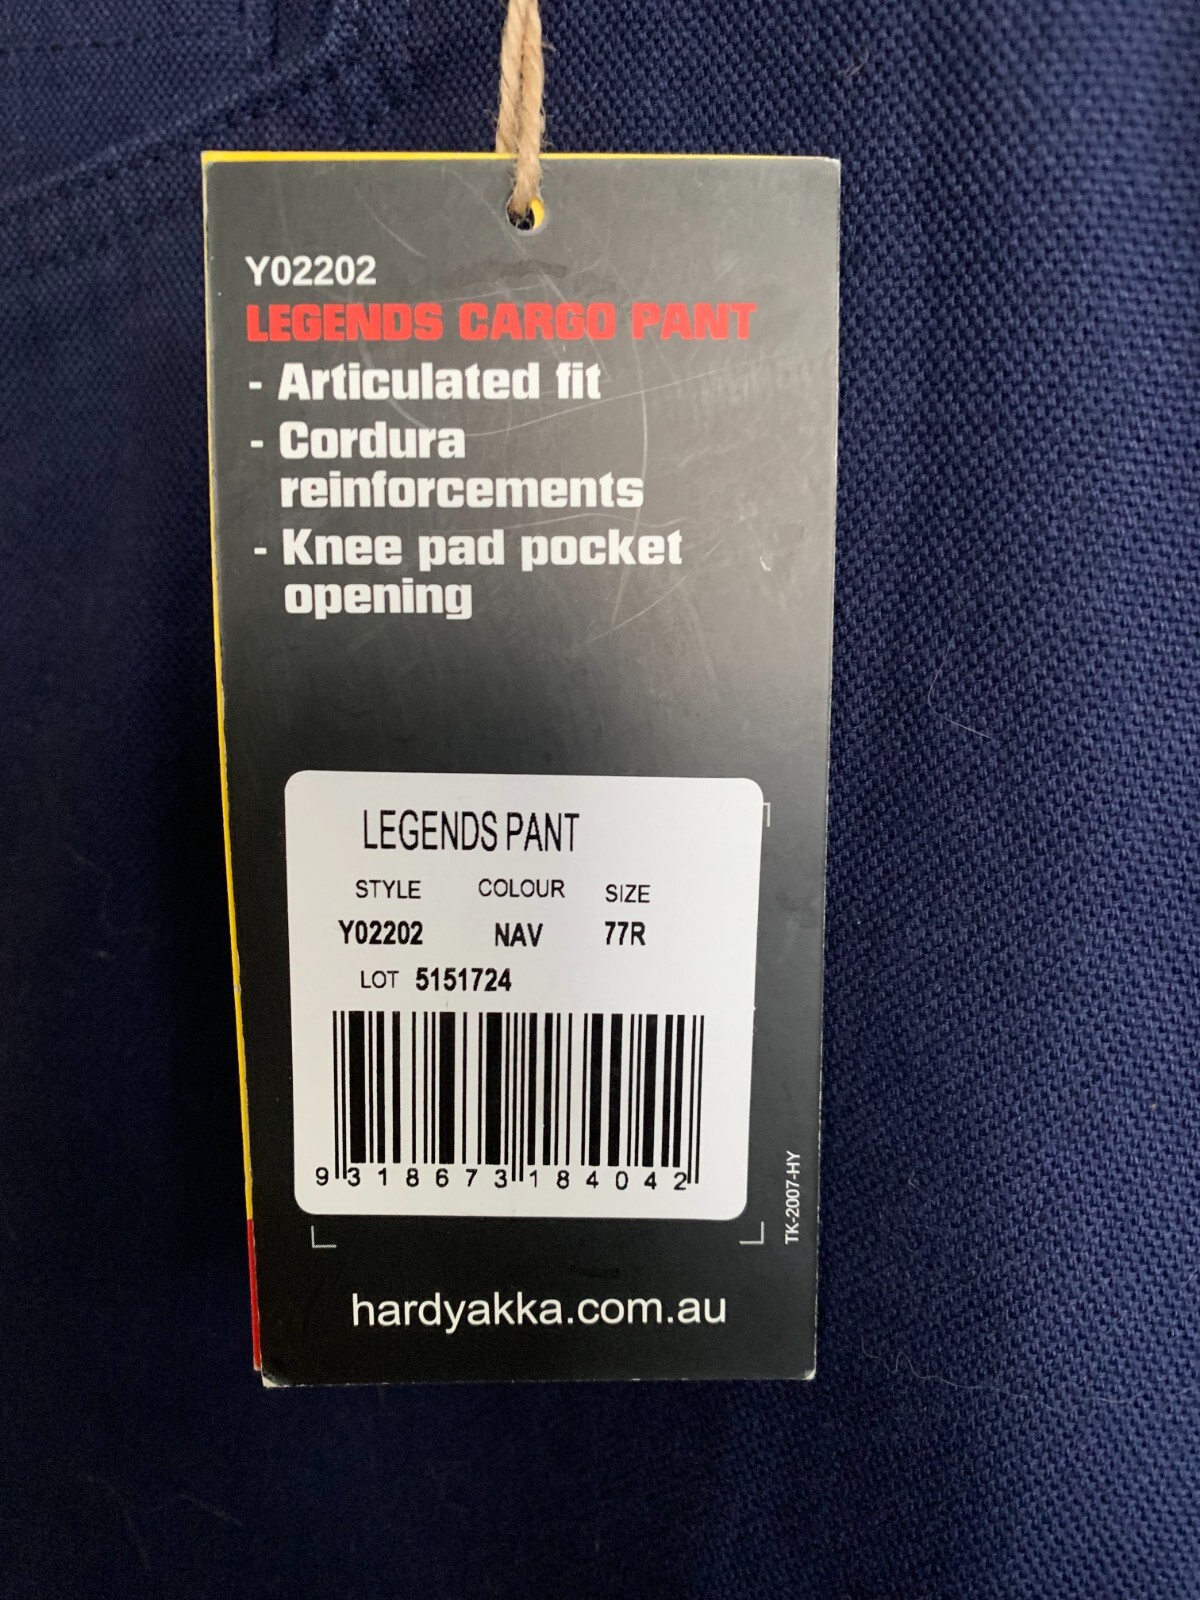 Y02202
LEGENDS CARGO PANT
- Articulated fit
- Cordura
reinforcements
- Knee pad pocket
opening
LEGENDS PANT
STYLE COLOUR SIZE
Y02202 NAV 77R
LOT 5151724
9 318673 184042
TK-2007-HY
hardyakka.com.au